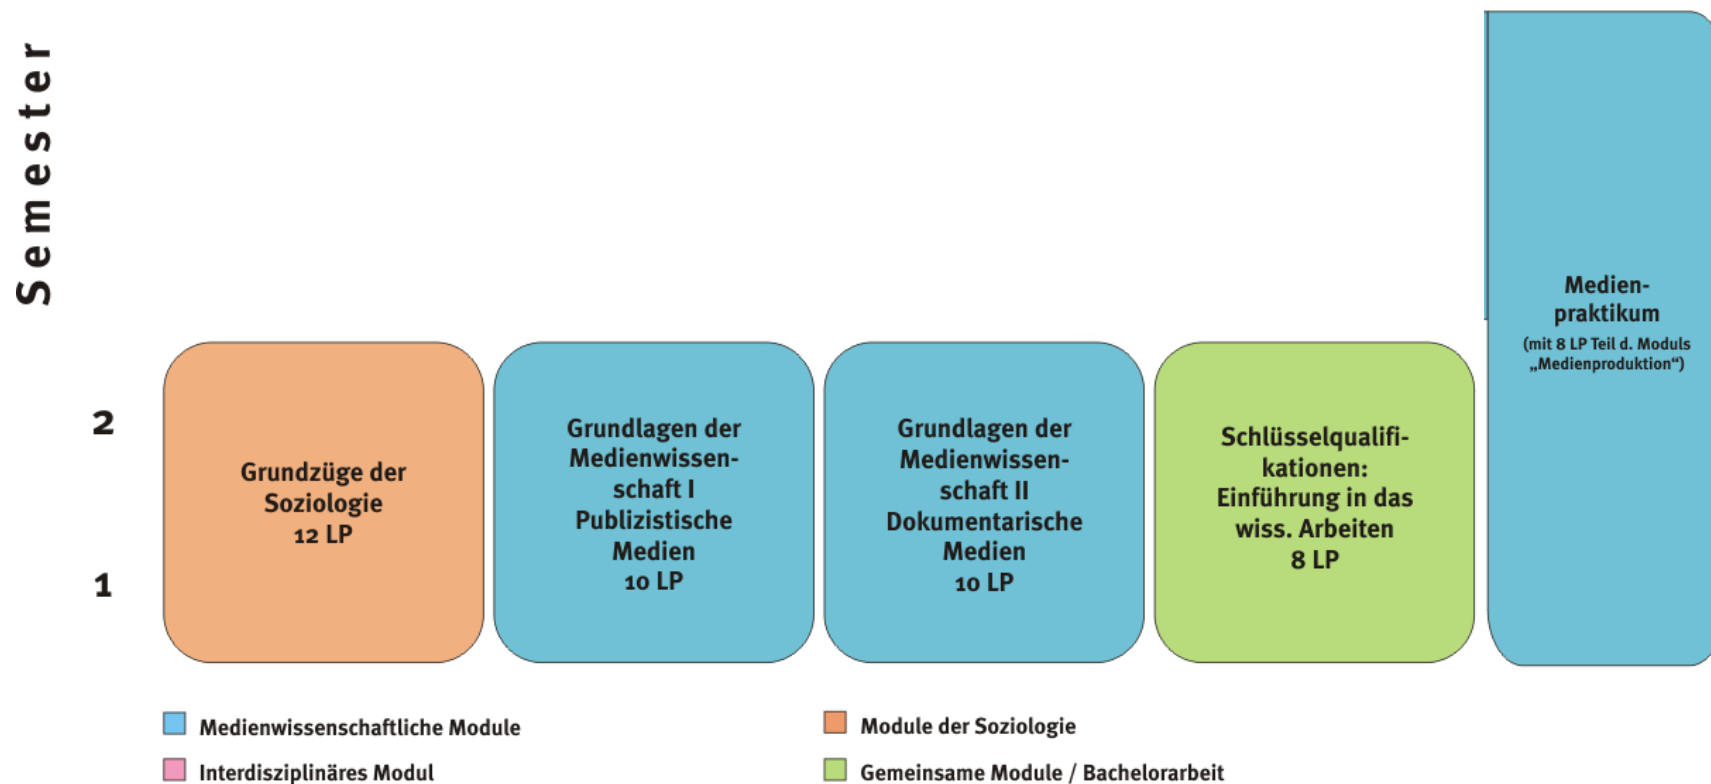 Semester
2
1
Grundzüge der
Soziologie
12 LP
Grundlagen der
Medienwissen-
schaft I
Publizistische
Medien
10 LP
Grundlagen der
Medienwissen-
schaft II
Dokumentarische
Medien
10 LP
Schlüsselqualifi-
kationen:
Einführung in das
wiss. Arbeiten
8 LP
Medien-
praktikum
(mit 8 LP Teil d. Moduls
„Medienproduktion“)
Medienwissenschaftliche Module
Module der Soziologie
Interdisziplinäres Modul
Gemeinsame Module / Bachelorarbeit